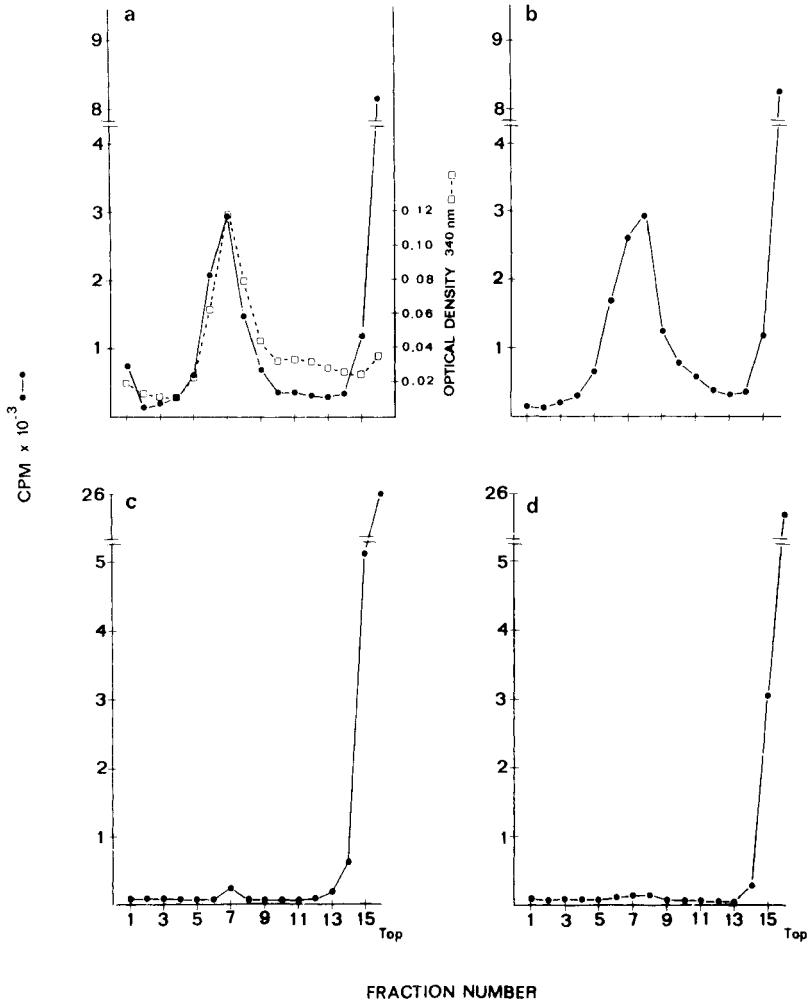 a
9
8
4
3
2
1
0.12
0.10
0.08
0.06
0.04
0.02
OPTICAL DENSITY 340 nm □--□
b
9
8
4
3
2
1
CPM x 10⁻³ ●—●
c
26
5
4
3
2
1
1 3 5 7 9 11 13 15
Top
d
26
5
4
3
2
1
1 3 5 7 9 11 13 15
Top
FRACTION NUMBER